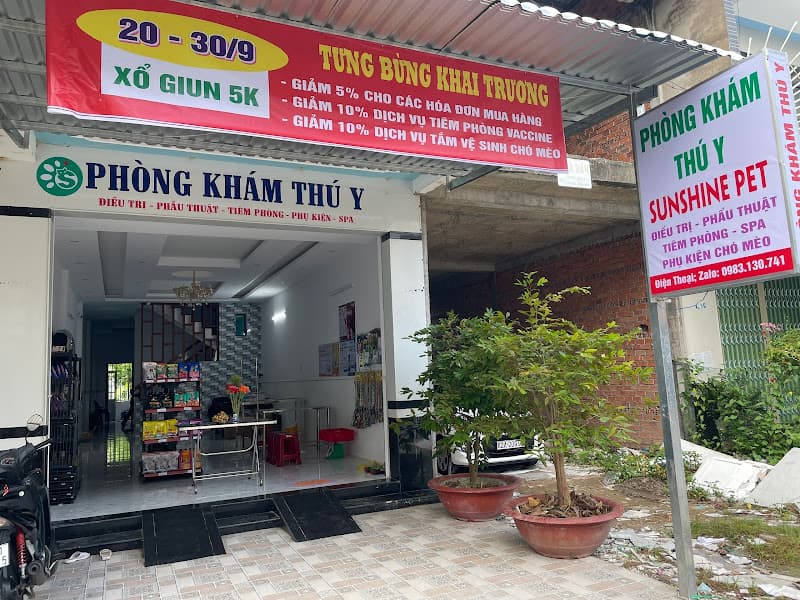 20 - 30/9
XỔ GIUN 5K
TƯNG BỪNG KHAI TRƯƠNG
- GIẢM 5% CHO CÁC HÓA ĐƠN MUA HÀNG
- GIẢM 10% DỊCH VỤ TIÊM PHÒNG VACCINE
- GIẢM 10% DỊCH VỤ TẮM VỆ SINH CHÓ MÈO
S PHÒNG KHÁM THÚ Y
ĐIỀU TRỊ - PHẪU THUẬT - TIÊM PHÒNG - PHỤ KIỆN - SPA
PHÒNG KHÁM
THÚ Y
SUNSHINE PET
ĐIỀU TRỊ - PHẪU THUẬT
TIÊM PHÒNG - SPA
PHỤ KIỆN CHÓ MÈO
Điện Thoại; Zalo: 0983.130.741
KHÁM THÚ Y